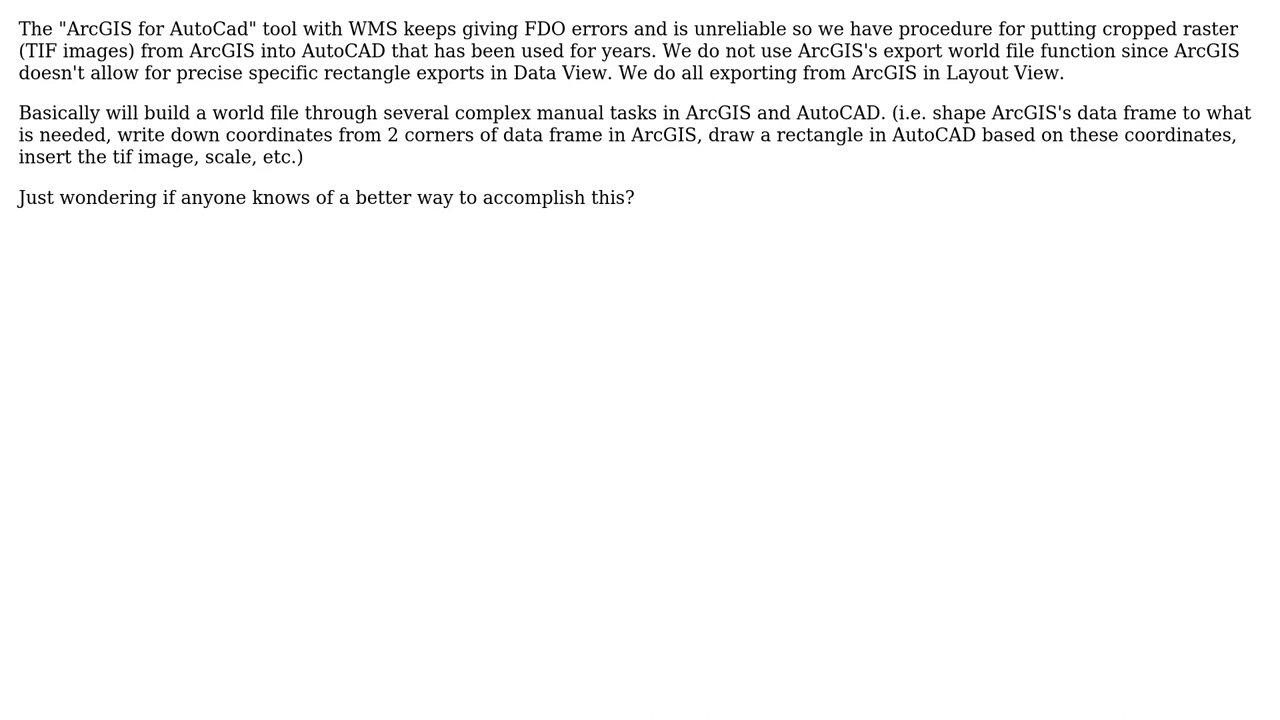 The "ArcGIS for AutoCad" tool with WMS keeps giving FDO errors and is unreliable so we have procedure for putting cropped raster
(TIF images) from ArcGIS into AutoCAD that has been used for years. We do not use ArcGIS's export world file function since ArcGIS
doesn't allow for precise specific rectangle exports in Data View. We do all exporting from ArcGIS in Layout View.
Basically will build a world file through several complex manual tasks in ArcGIS and AutoCAD. (i.e. shape ArcGIS's data frame to what
is needed, write down coordinates from 2 corners of data frame in ArcGIS, draw a rectangle in AutoCAD based on these coordinates,
insert the tif image, scale, etc.)
Just wondering if anyone knows of a better way to accomplish this?